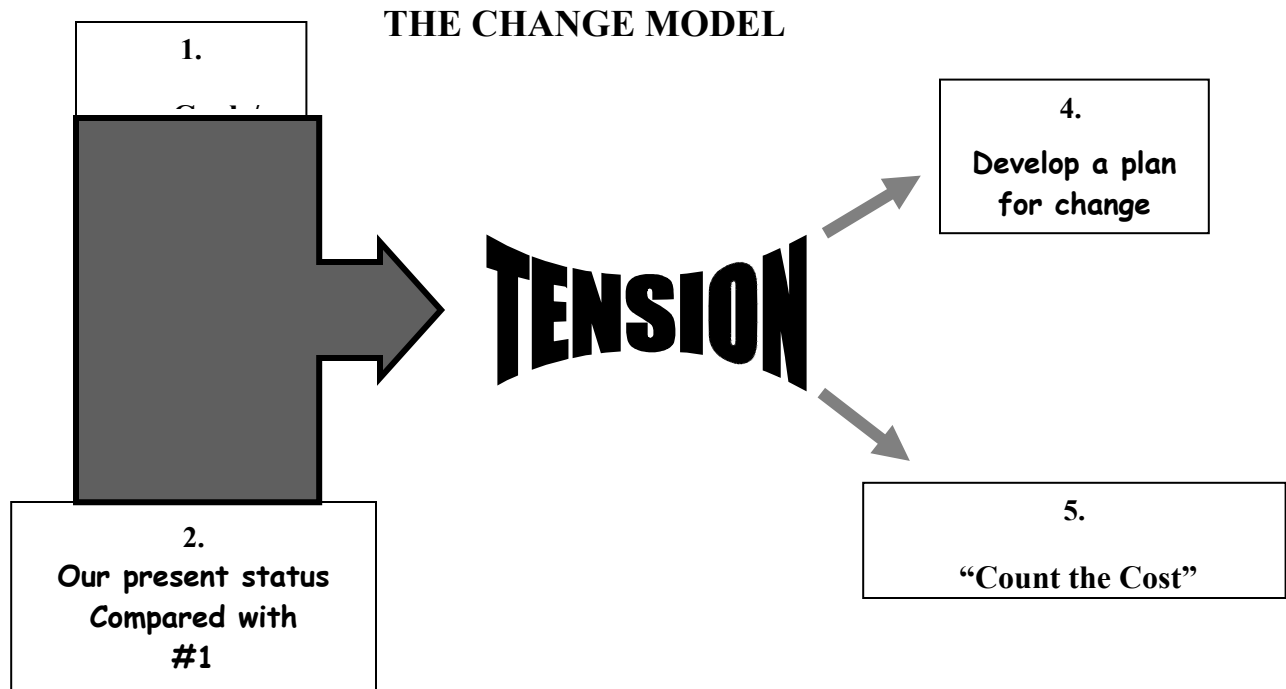 THE CHANGE MODEL
1.
2.
Our present status
Compared with
#1
TENSION
4.
Develop a plan
for change
5.
“Count the Cost”